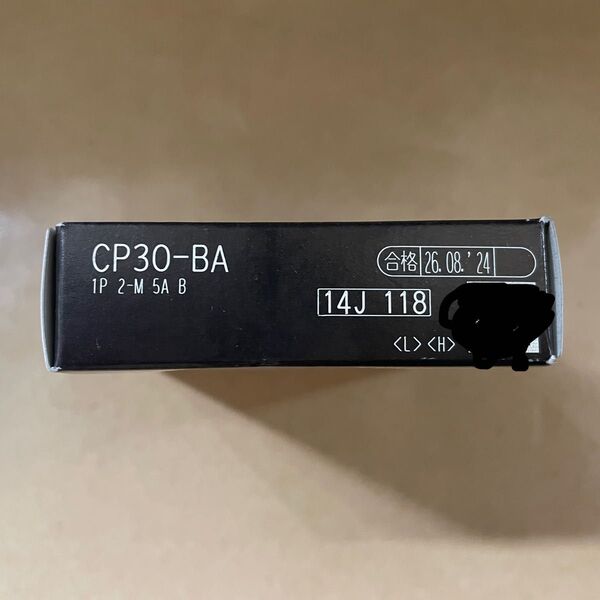 CP30-BA
1P 2-M 5A B
合格 26.08.'24
14J 118
<L> <H>